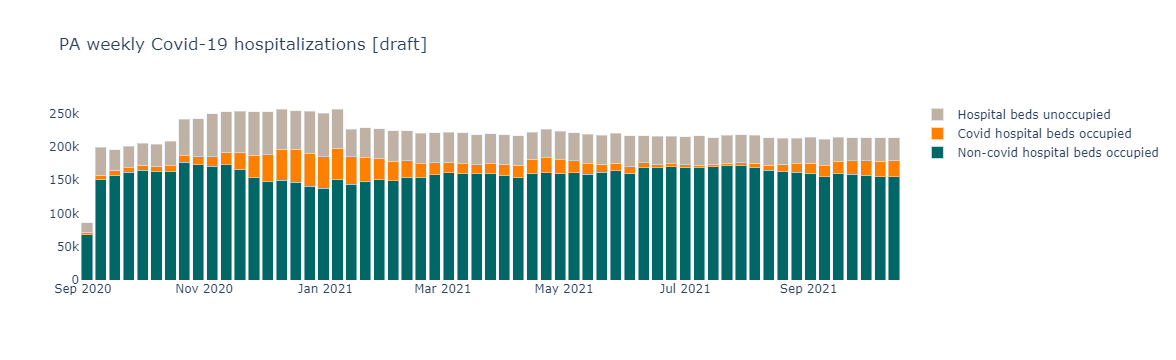 PA weekly Covid-19 hospitalizations [draft]
250k
200k
150k
100k
50k
0
Sep 2020
Nov 2020
Jan 2021
Mar 2021
May 2021
Jul 2021
Sep 2021
Hospital beds unoccupied
Covid hospital beds occupied
Non-covid hospital beds occupied